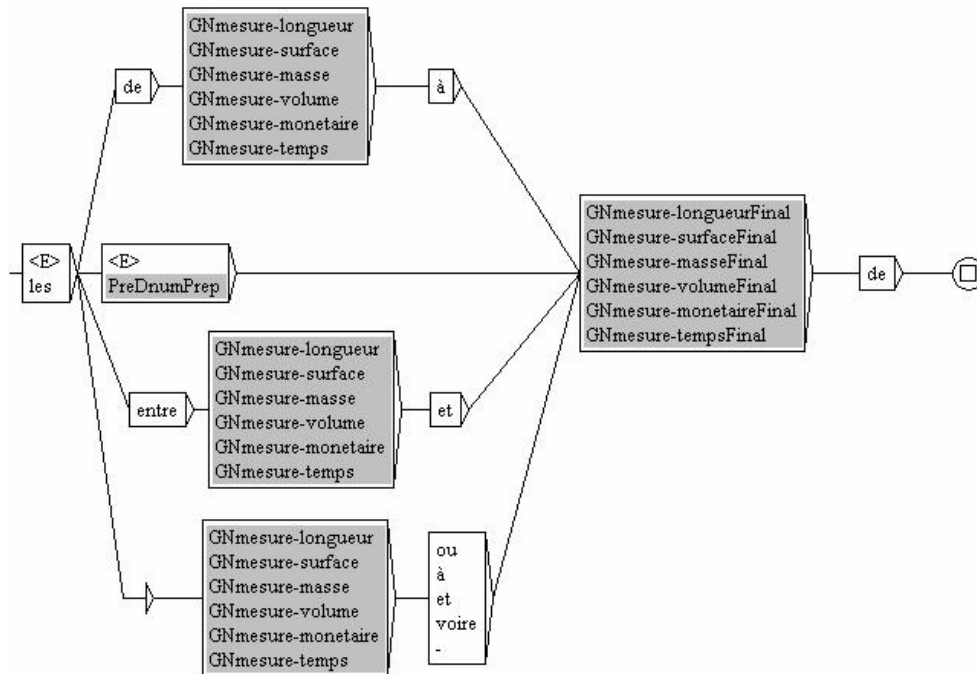 de
GNmesure-longueur
GNmesure-surface
GNmesure-masse
GNmesure-volume
GNmesure-monetaire
GNmesure-temps
à
<E>
les
<E>
PreDnumPrep
GNmesure-longueurFinal
GNmesure-surfaceFinal
GNmesure-masseFinal
GNmesure-volumeFinal
GNmesure-monetaireFinal
GNmesure-tempsFinal
de
entre
GNmesure-longueur
GNmesure-surface
GNmesure-masse
GNmesure-volume
GNmesure-monetaire
GNmesure-temps
et
GNmesure-longueur
GNmesure-surface
GNmesure-masse
GNmesure-volume
GNmesure-monetaire
GNmesure-temps
ou
à
et
voire
-